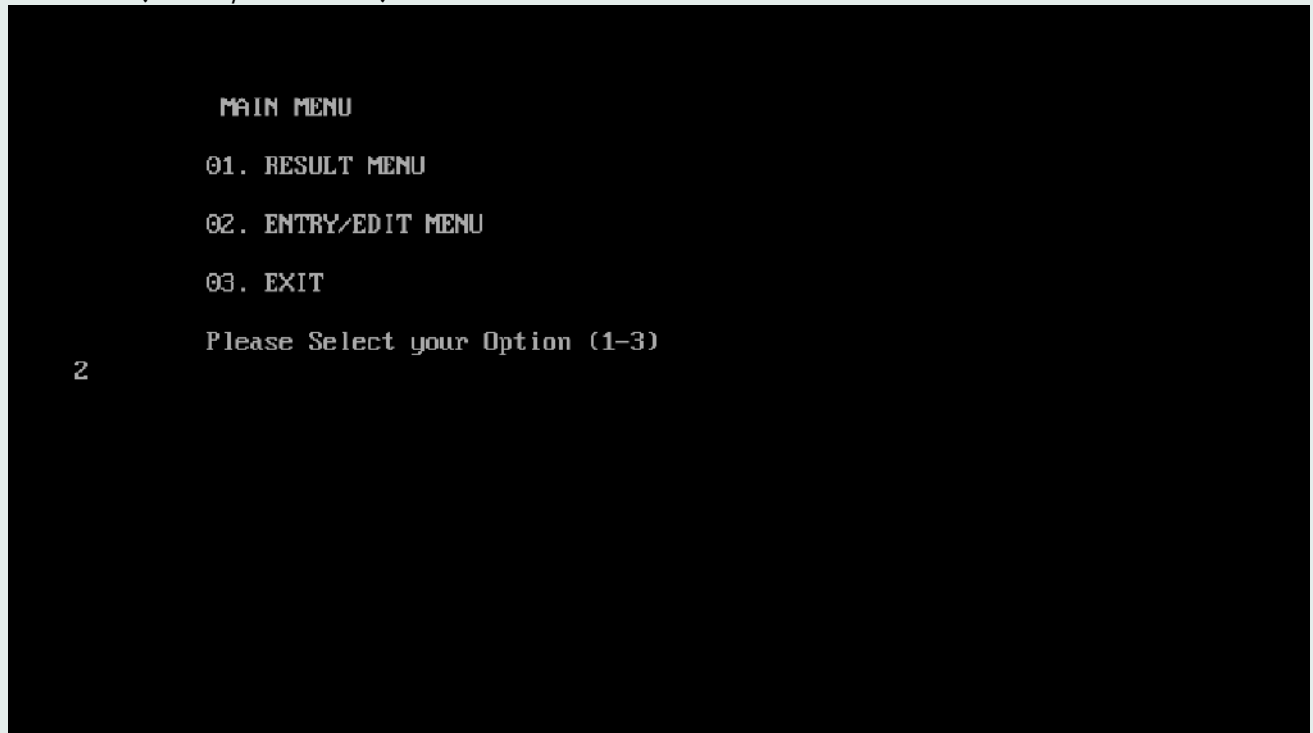 MAIN MENU
01. RESULT MENU
02. ENTRY/EDIT MENU
03. EXIT
Please Select your Option (1-3)
2